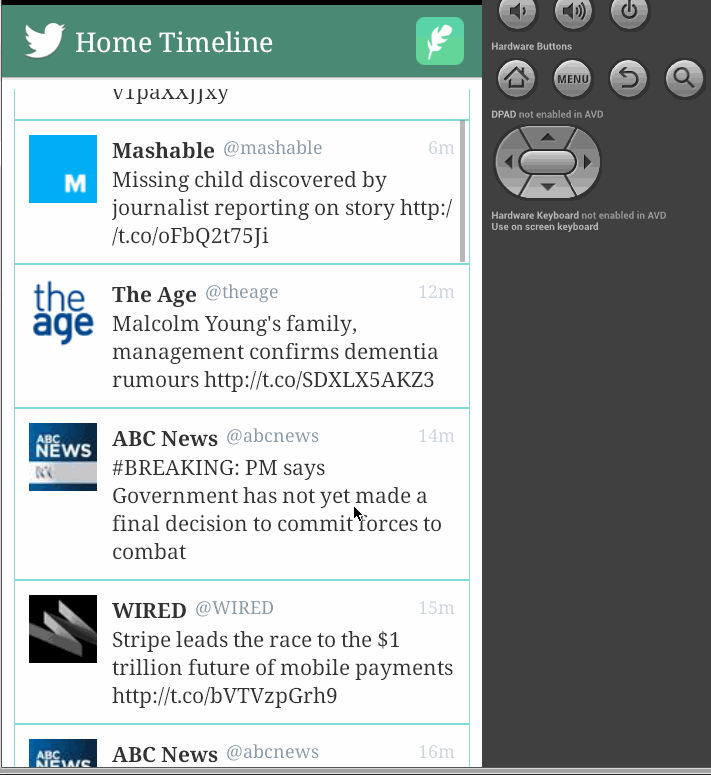 Home Timeline
v1paXXJJxy
Mashable @mashable 6m
M
Missing child discovered by
journalist reporting on story http:/
/t.co/oFbQ2t75Ji
the
age
The Age @theage 12m
Malcolm Young's family,
management confirms dementia
rumours http://t.co/SDXLX5AKZ3
ABC
NEWS
ABC News @abcnews 14m
#BREAKING: PM says
Government has not yet made a
final decision to commit forces to
combat
WIRED @WIRED 15m
Stripe leads the race to the $1
trillion future of mobile payments
http://t.co/bVTVzpGrh9
ABC
NEWS
ABC News @abcnews 16m
Hardware Buttons
MENU
DPAD not enabled in AVD
Hardware Keyboard not enabled in AVD
Use on screen keyboard